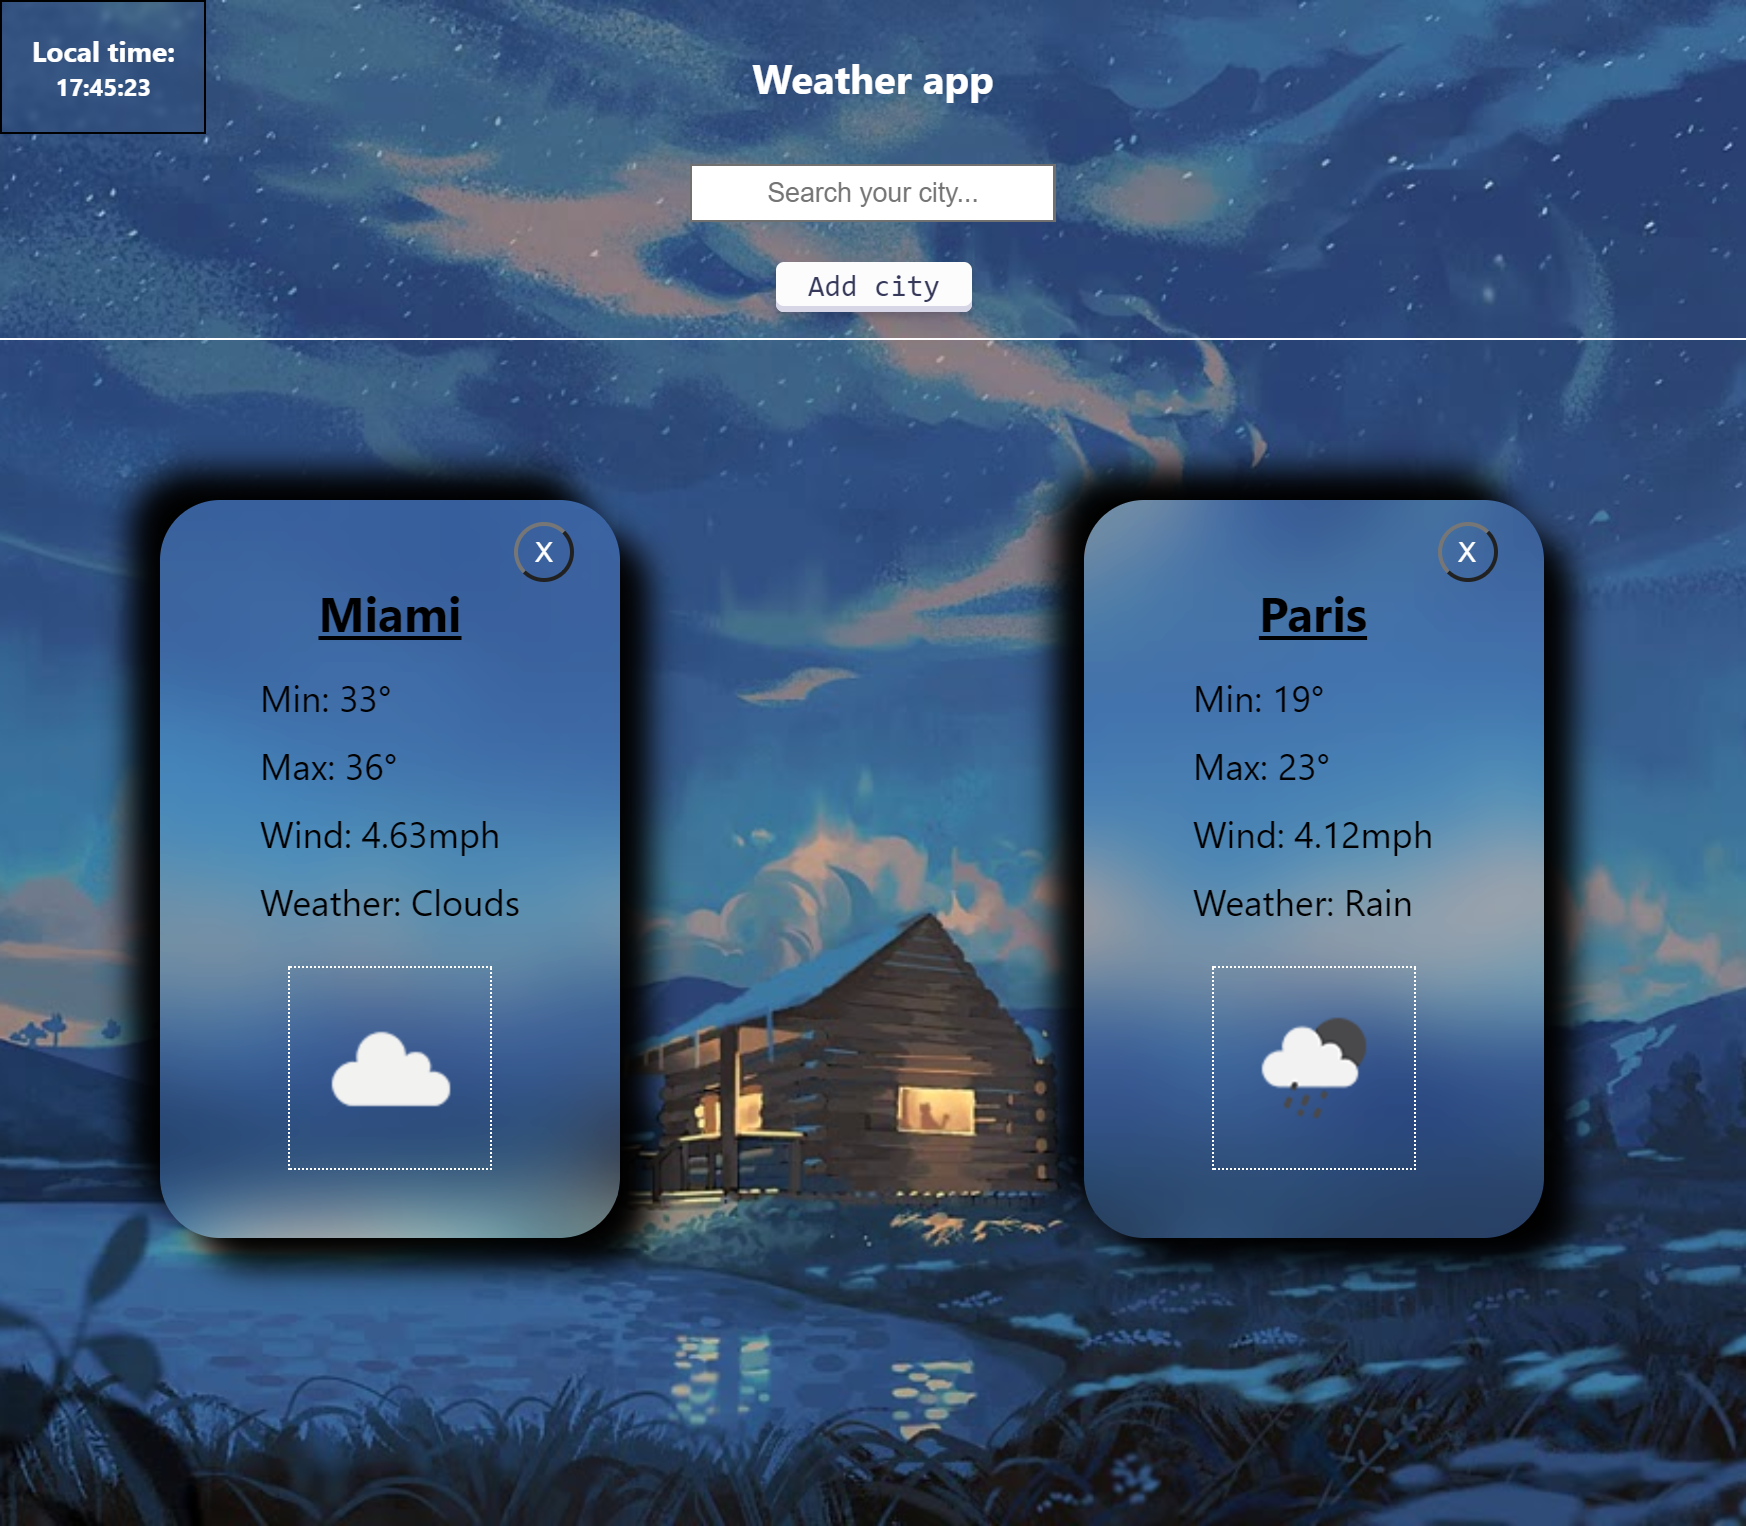 Local time:
17:45:23
Weather app
Search your city...
Add city
X
Miami
Min: 33°
Max: 36°
Wind: 4.63mph
Weather: Clouds
X
Paris
Min: 19°
Max: 23°
Wind: 4.12mph
Weather: Rain